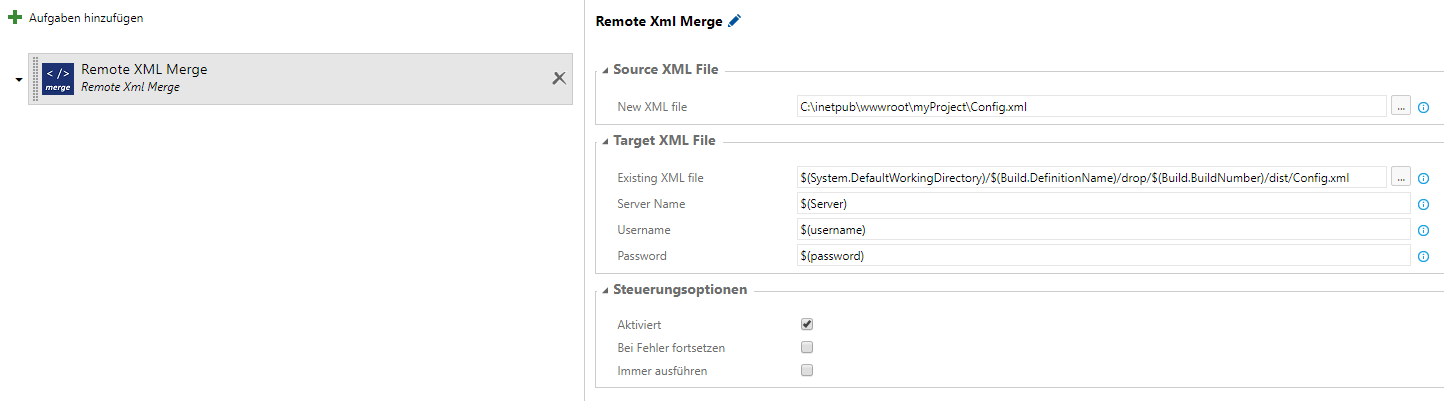 Aufgaben hinzufügen
</>
merge
Remote XML Merge
Remote Xml Merge
Remote Xml Merge
Source XML File
New XML file C:\inetpub\wwwroot\myProject\Config.xml ...
Target XML File
Existing XML file $(System.DefaultWorkingDirectory)/$(Build.DefinitionName)/drop/$(Build.BuildNumber)/dist/Config.xml ...
Server Name $(Server)
Username $(username)
Password $(password)
Steuerungsoptionen
Aktiviert
Bei Fehler fortsetzen
Immer ausführen